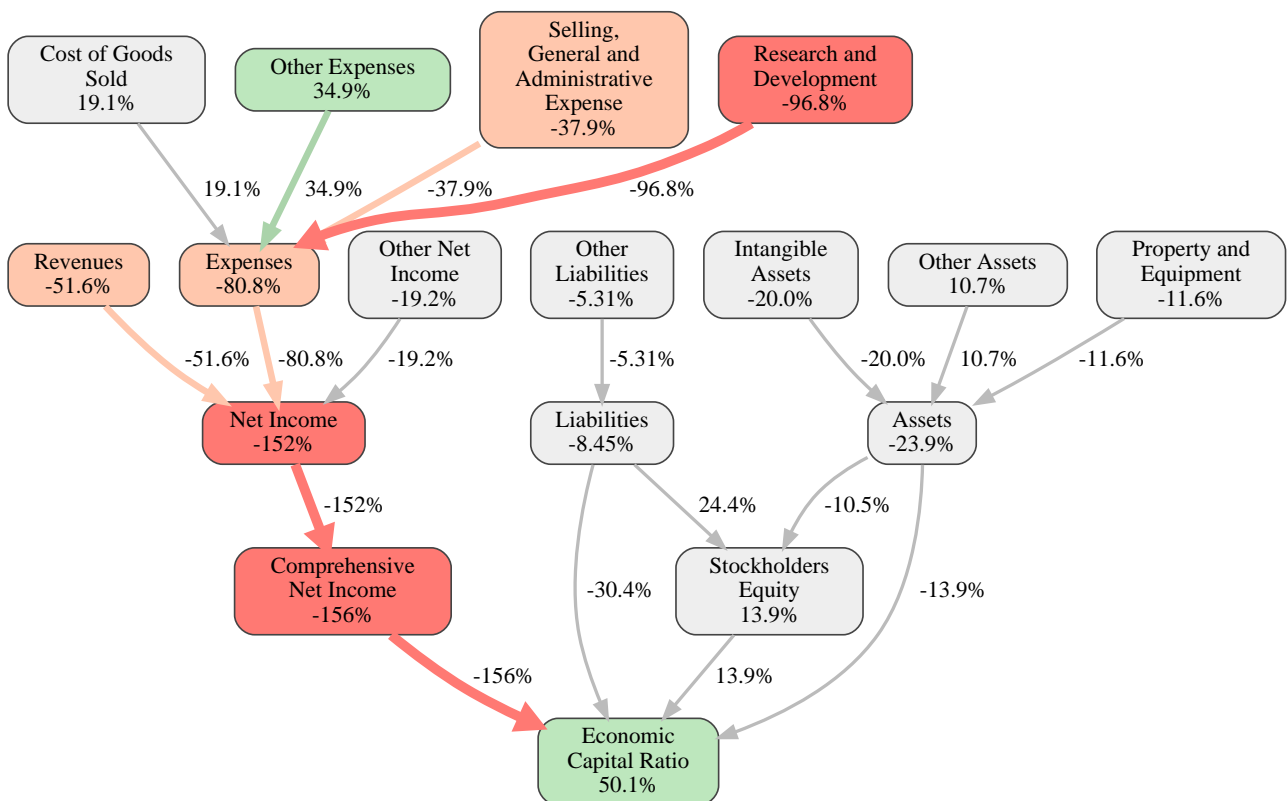 Cost of Goods
Sold
19.1%
Other Expenses
34.9%
Selling,
General and
Administrative
Expense
-37.9%
Research and
Development
-96.8%
19.1%
34.9%
-37.9%
-96.8%
Revenues
-51.6%
Expenses
-80.8%
Other Net
Income
-19.2%
Other
Liabilities
-5.31%
Intangible
Assets
-20.0%
Other Assets
10.7%
Property and
Equipment
-11.6%
-51.6%
-80.8%
-19.2%
-5.31%
-20.0%
10.7%
-11.6%
Net Income
-152%
Liabilities
-8.45%
Assets
-23.9%
-152%
24.4%
-10.5%
Comprehensive
Net Income
-156%
-30.4%
Stockholders
Equity
13.9%
-13.9%
-156%
13.9%
Economic
Capital Ratio
50.1%